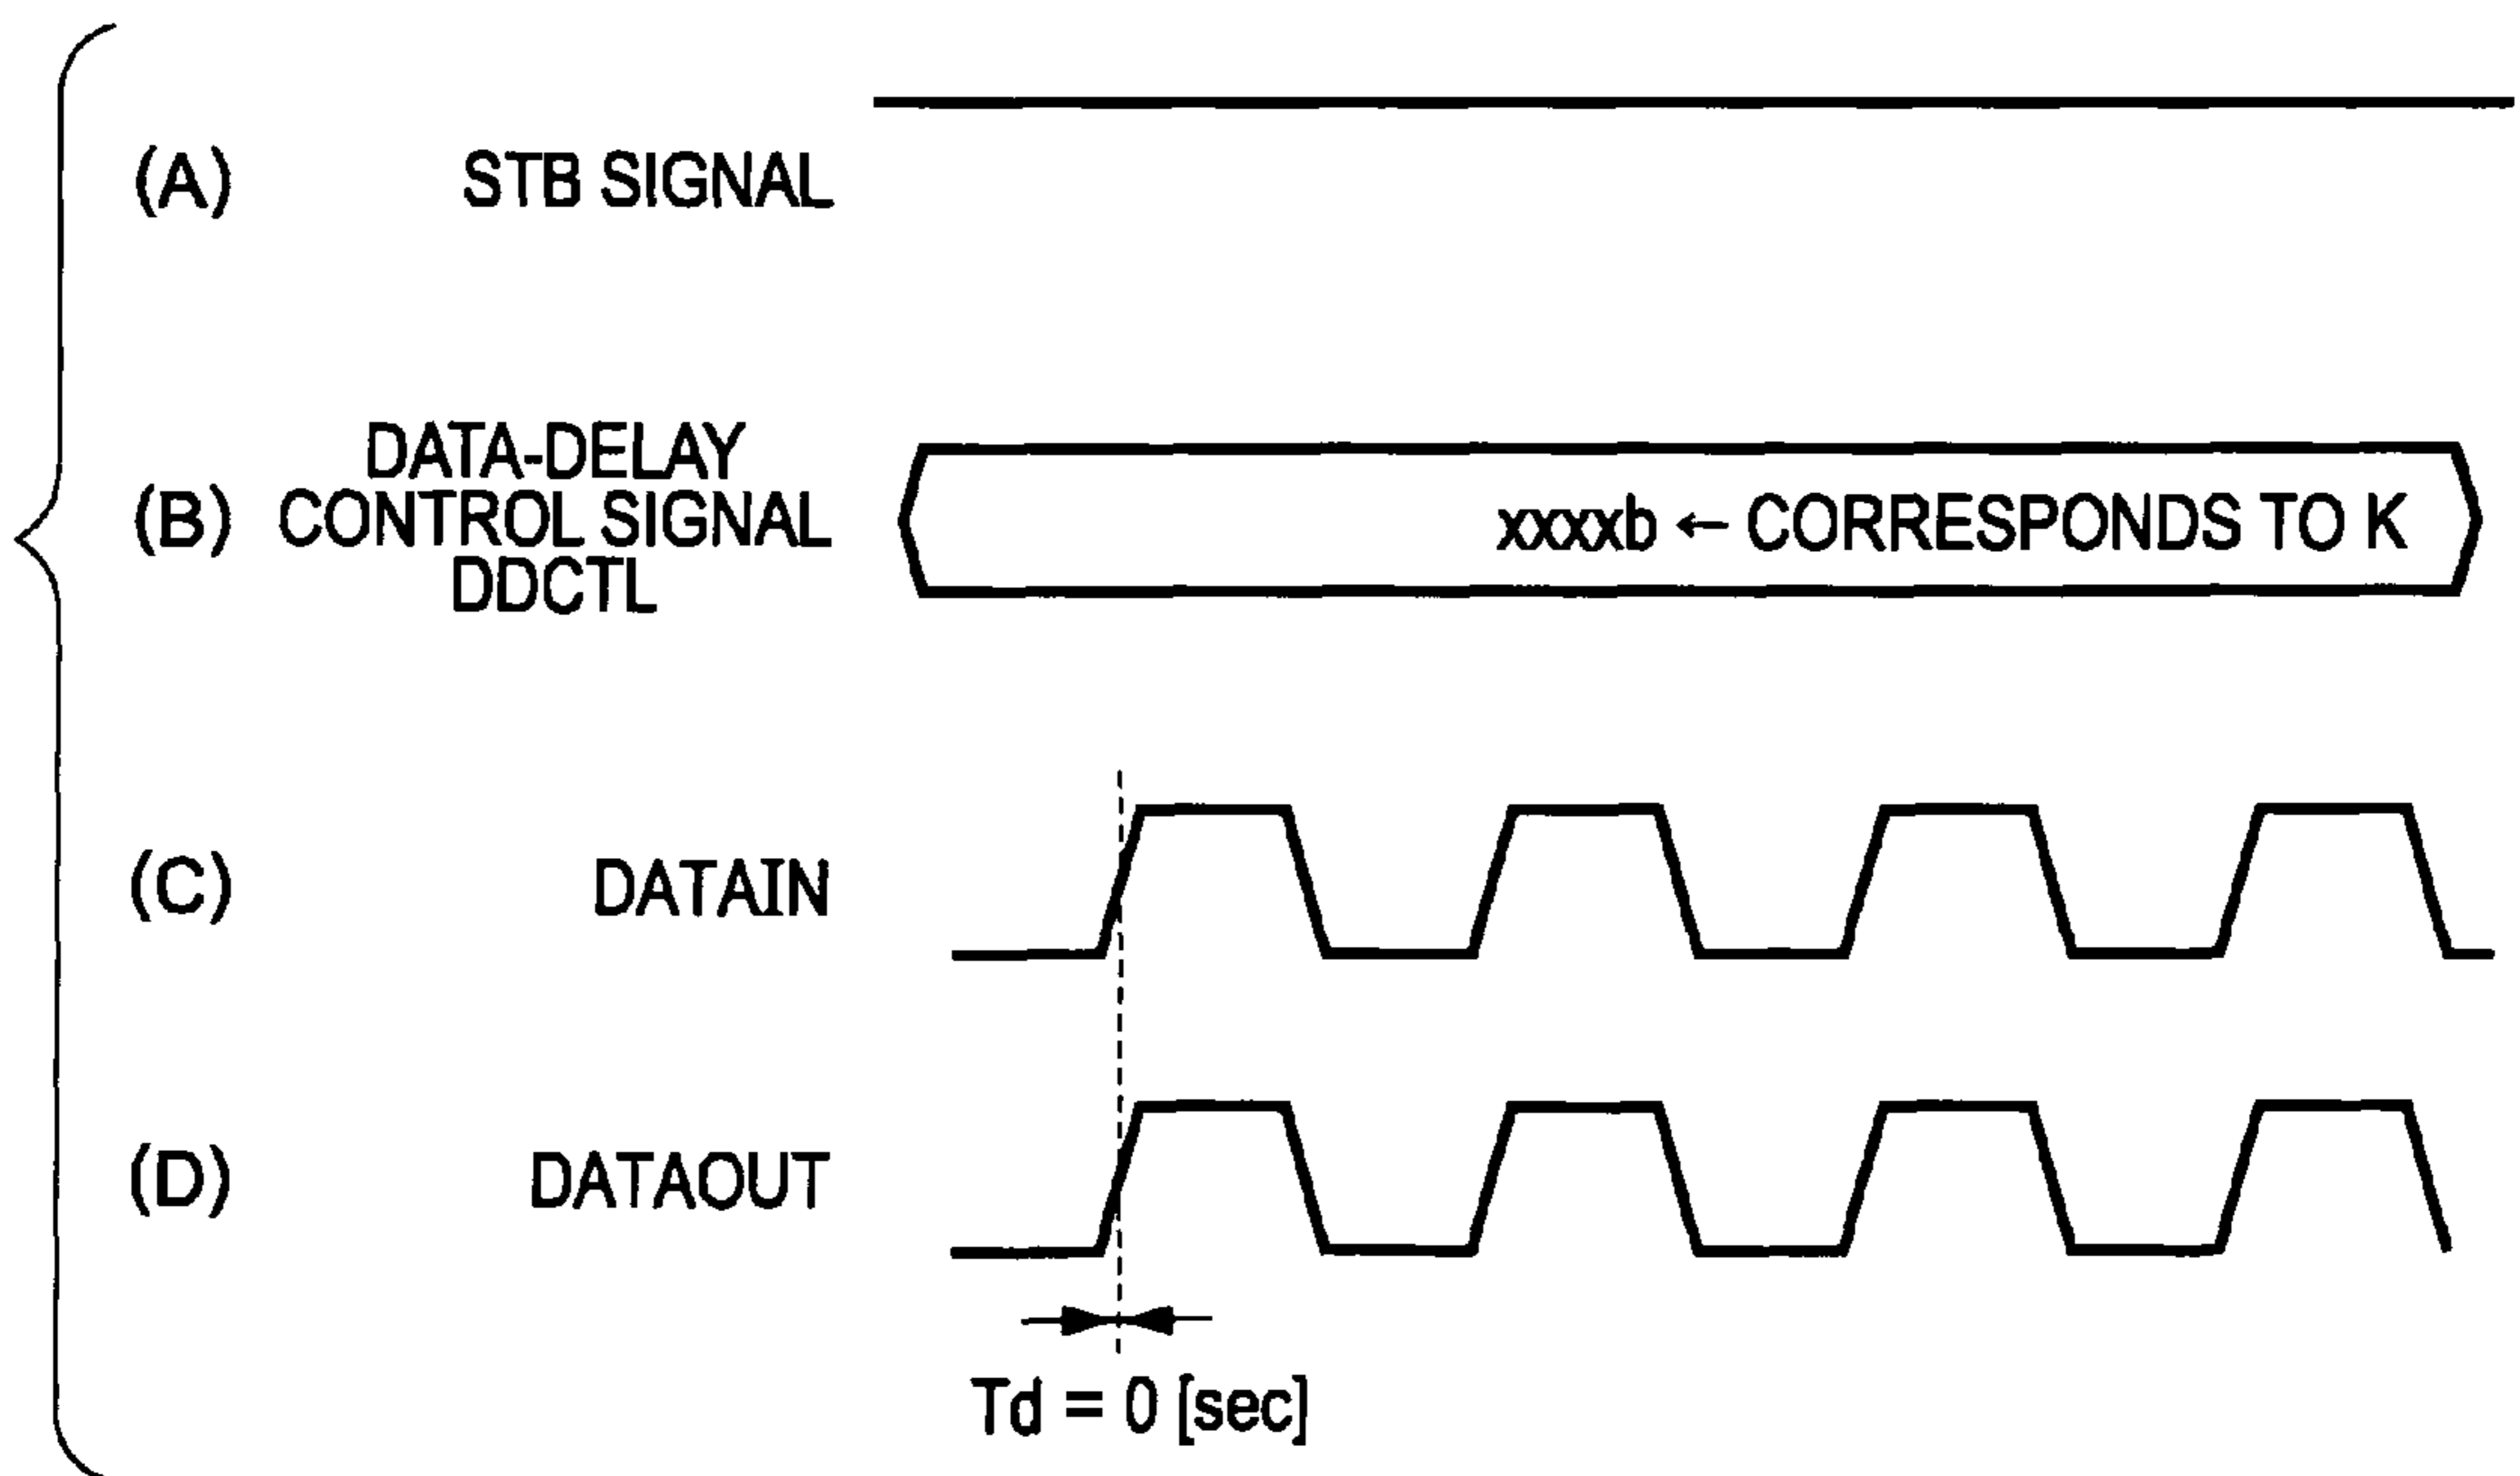 (A) STB SIGNAL
DATA-DELAY
(B) CONTROL SIGNAL
DDCTL
xxxxb ← CORRESPONDS TO K
(C) DATAIN
(D) DATAOUT
Td = 0 [sec]